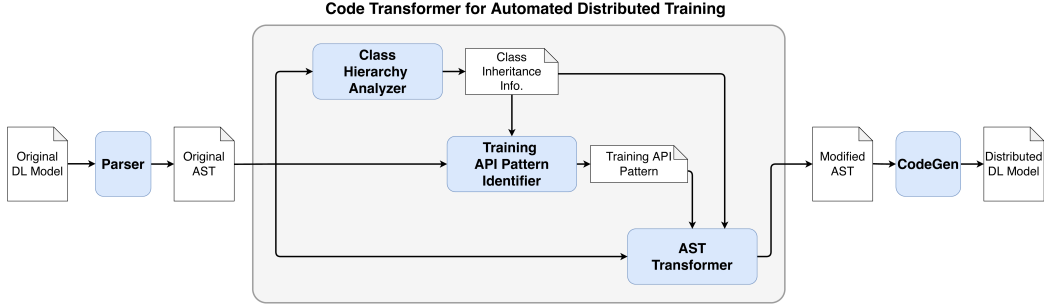 Code Transformer for Automated Distributed Training
Original
DL Model
Parser
Original
AST
Class
Hierarchy
Analyzer
Class
Inheritance
Info.
Training
API Pattern
Identifier
Training API
Pattern
AST
Transformer
Modified
AST
CodeGen
Distributed
DL Model